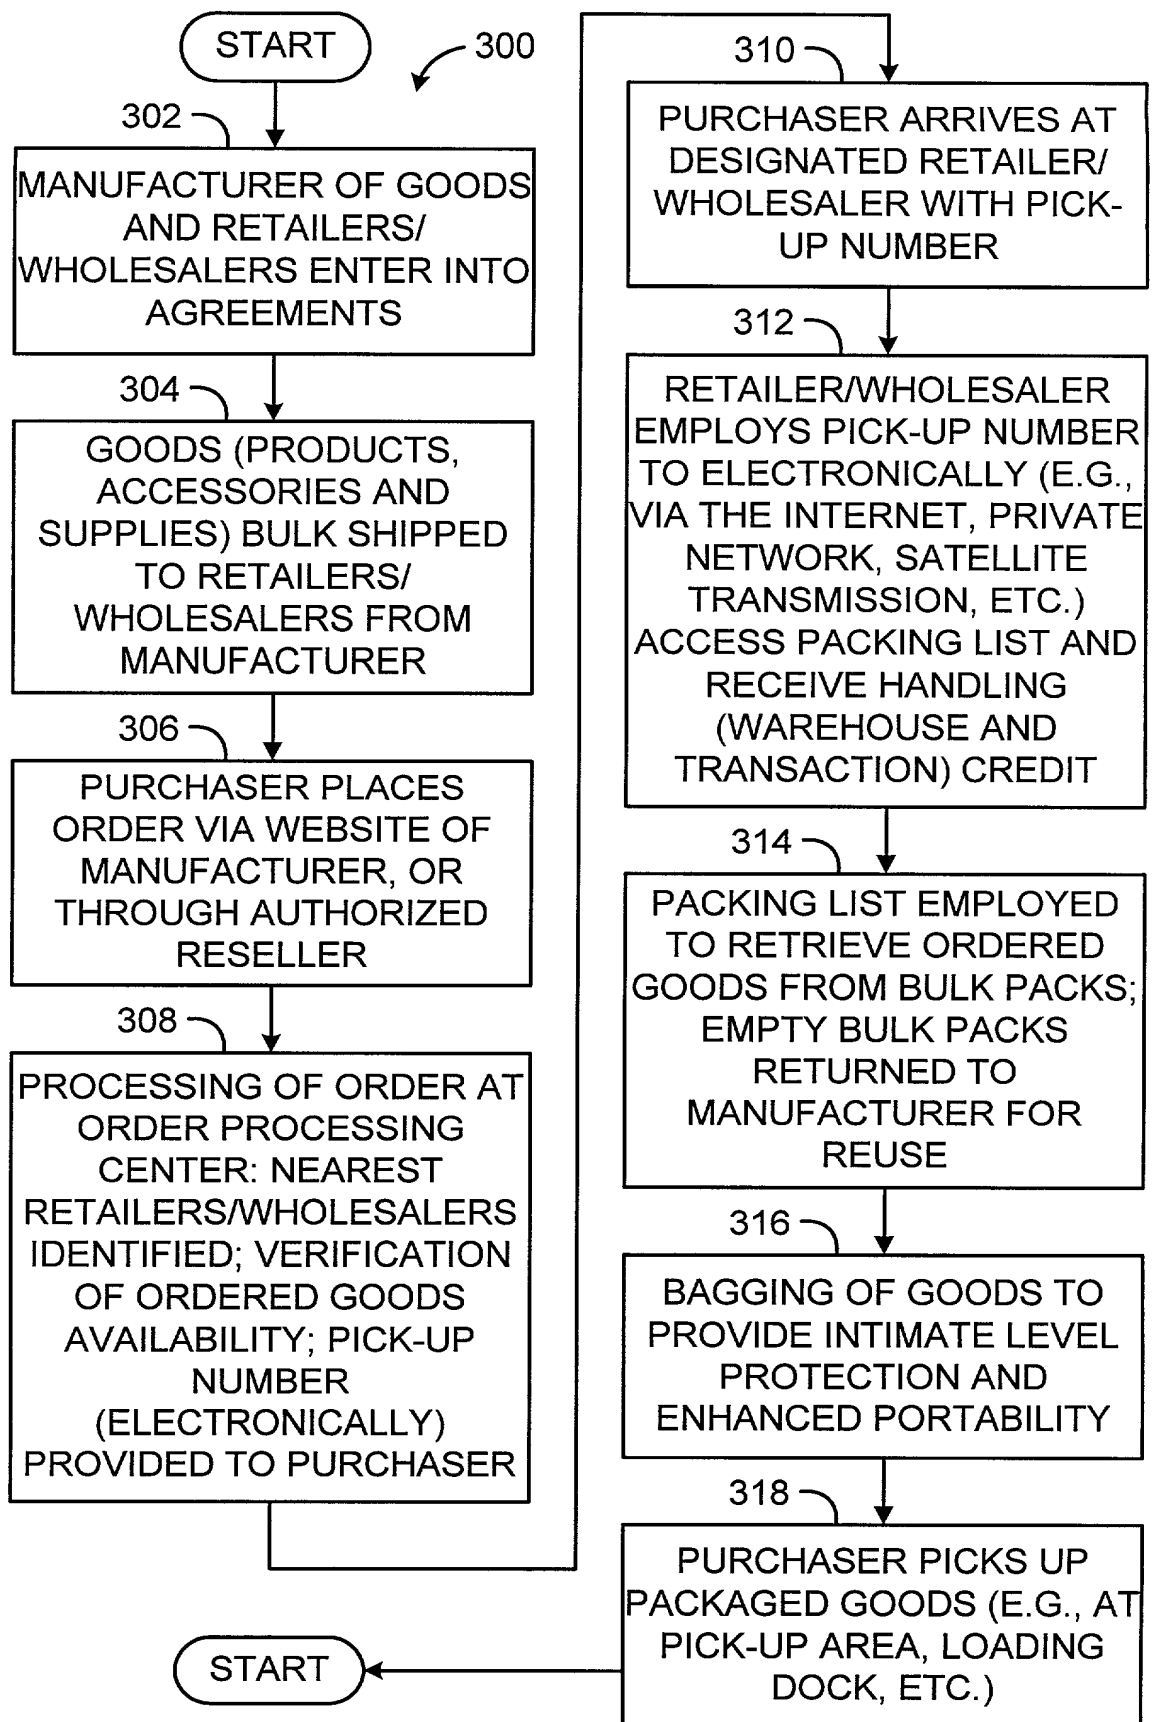 START
300
302
MANUFACTURER OF GOODS
AND RETAILERS/
WHOLESALERS ENTER INTO
AGREEMENTS
304
GOODS (PRODUCTS,
ACCESSORIES AND
SUPPLIES) BULK SHIPPED
TO RETAILERS/
WHOLESALERS FROM
MANUFACTURER
306
PURCHASER PLACES
ORDER VIA WEBSITE OF
MANUFACTURER, OR
THROUGH AUTHORIZED
RESELLER
308
PROCESSING OF ORDER AT
ORDER PROCESSING
CENTER: NEAREST
RETAILERS/WHOLESALERS
IDENTIFIED; VERIFICATION
OF ORDERED GOODS
AVAILABILITY; PICK-UP
NUMBER
(ELECTRONICALLY)
PROVIDED TO PURCHASER
310
PURCHASER ARRIVES AT
DESIGNATED RETAILER/
WHOLESALER WITH PICK-
UP NUMBER
312
RETAILER/WHOLESALER
EMPLOYS PICK-UP NUMBER
TO ELECTRONICALLY (E.G.,
VIA THE INTERNET, PRIVATE
NETWORK, SATELLITE
TRANSMISSION, ETC.)
ACCESS PACKING LIST AND
RECEIVE HANDLING
(WAREHOUSE AND
TRANSACTION) CREDIT
314
PACKING LIST EMPLOYED
TO RETRIEVE ORDERED
GOODS FROM BULK PACKS;
EMPTY BULK PACKS
RETURNED TO
MANUFACTURER FOR
REUSE
316
BAGGING OF GOODS TO
PROVIDE INTIMATE LEVEL
PROTECTION AND
ENHANCED PORTABILITY
318
PURCHASER PICKS UP
PACKAGED GOODS (E.G., AT
PICK-UP AREA, LOADING
DOCK, ETC.)
START